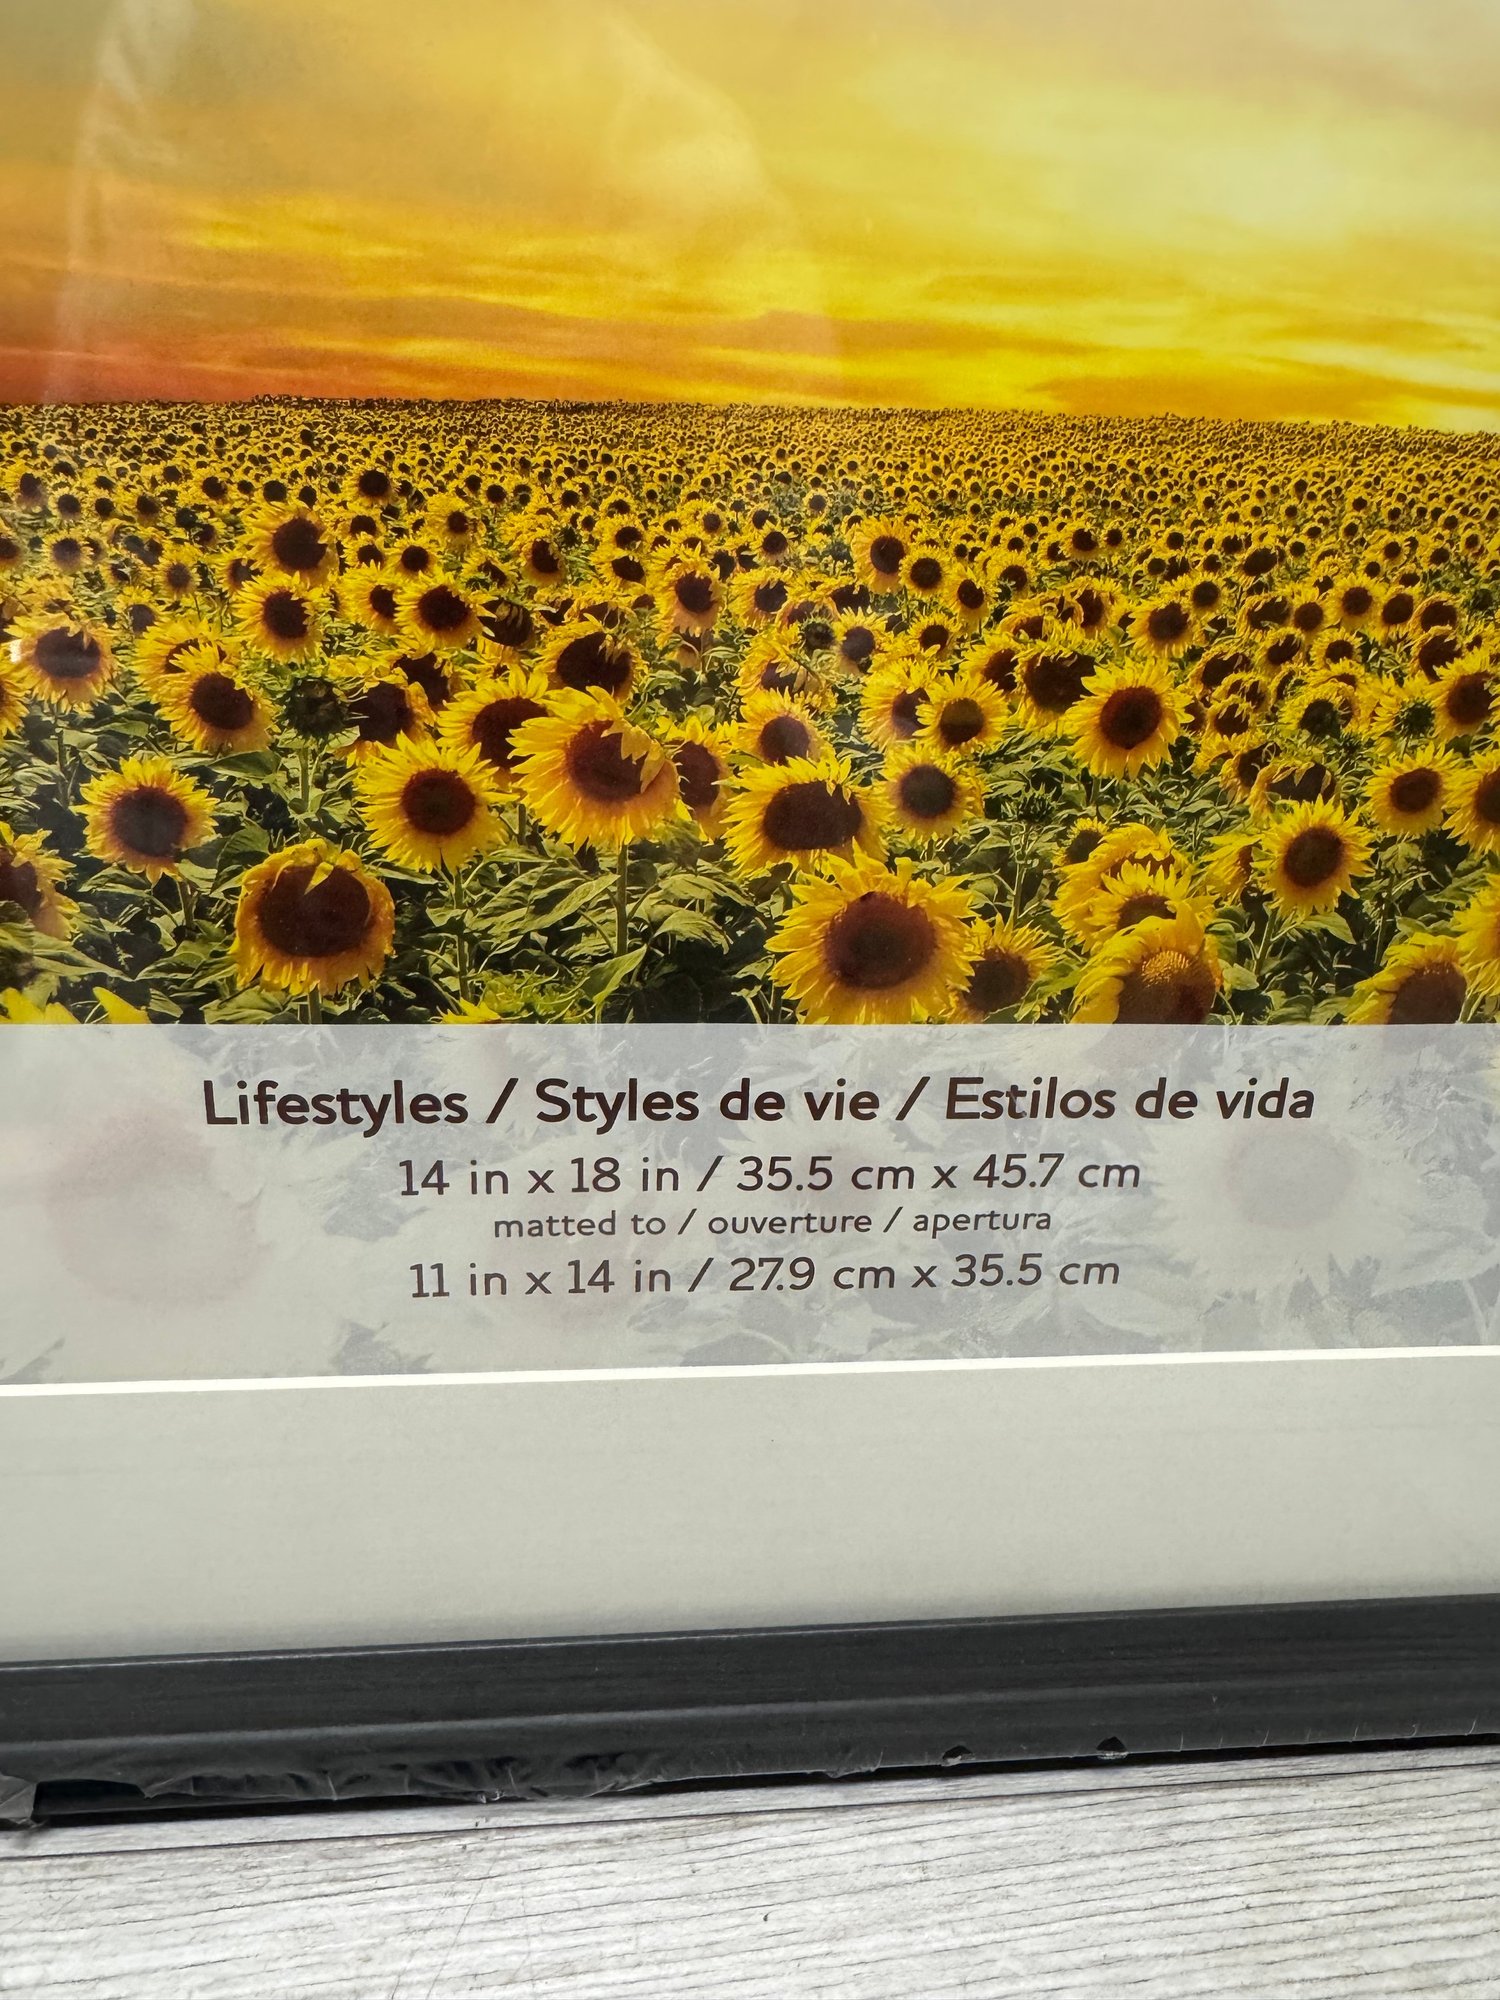 Lifestyles / Styles de vie / Estilos de vida
14 in x 18 in / 35.5 cm x 45.7 cm
matted to / ouverture / apertura
11 in x 14 in / 27.9 cm x 35.5 cm